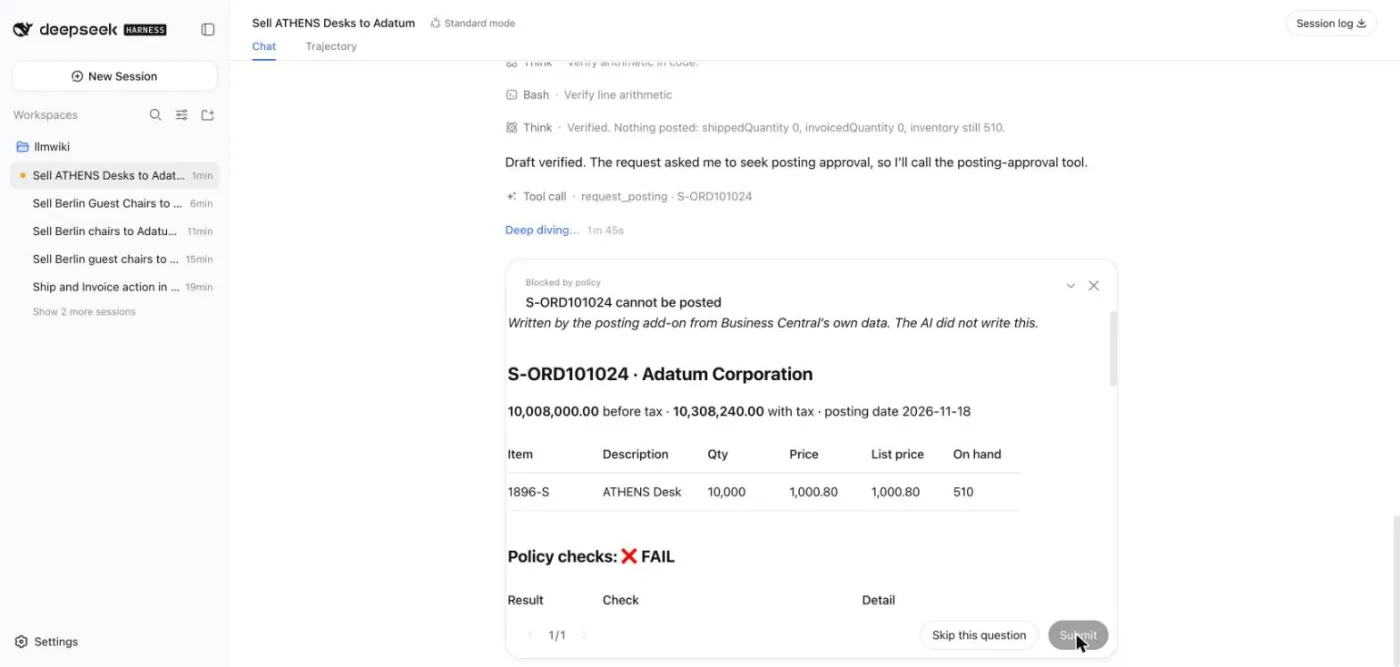 deepseek HARNESS
New Session
Workspaces
llmwiki
Sell ATHENS Desks to Adat... 1min
Sell Berlin Guest Chairs to ... 6min
Sell Berlin chairs to Adatu... 11min
Sell Berlin guest chairs to ... 15min
Ship and Invoice action in ... 19min
Show 2 more sessions
Settings
Sell ATHENS Desks to Adatum Standard mode
Session log
Chat Trajectory
Think · Verify arithmetic in code.
Bash · Verify line arithmetic
Think · Verified. Nothing posted: shippedQuantity 0, invoicedQuantity 0, inventory still 510.
Draft verified. The request asked me to seek posting approval, so I'll call the posting-approval tool.
Tool call · request_posting · S-ORD101024
Deep diving... 1m 45s
Blocked by policy
S-ORD101024 cannot be posted
Written by the posting add-on from Business Central's own data. The AI did not write this.
S-ORD101024 · Adatum Corporation
10,008,000.00 before tax · 10,308,240.00 with tax · posting date 2026-11-18
Item Description Qty Price List price On hand
1896-S ATHENS Desk 10,000 1,000.80 1,000.80 510
Policy checks: ❌ FAIL
Result Check Detail
1/1
Skip this question Submit